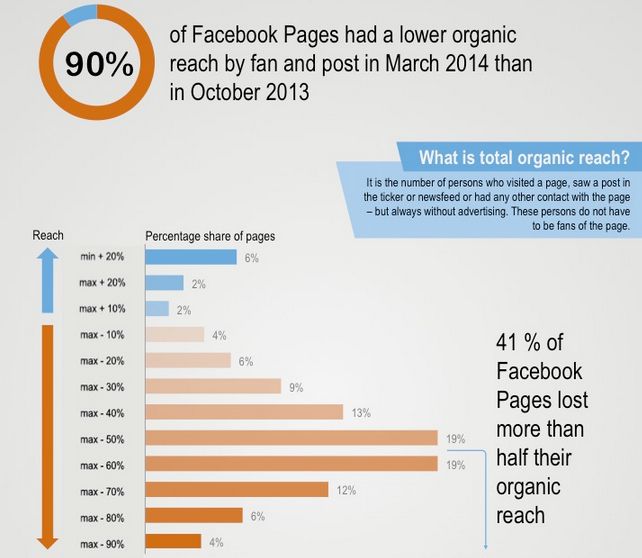 90%
of Facebook Pages had a lower organic
reach by fan and post in March 2014 than
in October 2013
What is total organic reach?
It is the number of persons who visited a page, saw a post in
the ticker or newsfeed or had any other contact with the page
– but always without advertising. These persons do not have
to be fans of the page.
Reach
Percentage share of pages
min + 20% 6%
max + 20% 2%
max + 10% 2%
max - 10% 4%
max - 20% 6%
max - 30% 9%
max - 40% 13%
max - 50% 19%
max - 60% 19%
max - 70% 12%
max - 80% 6%
max - 90% 4%
41 % of
Facebook
Pages lost
more than
half their
organic
reach